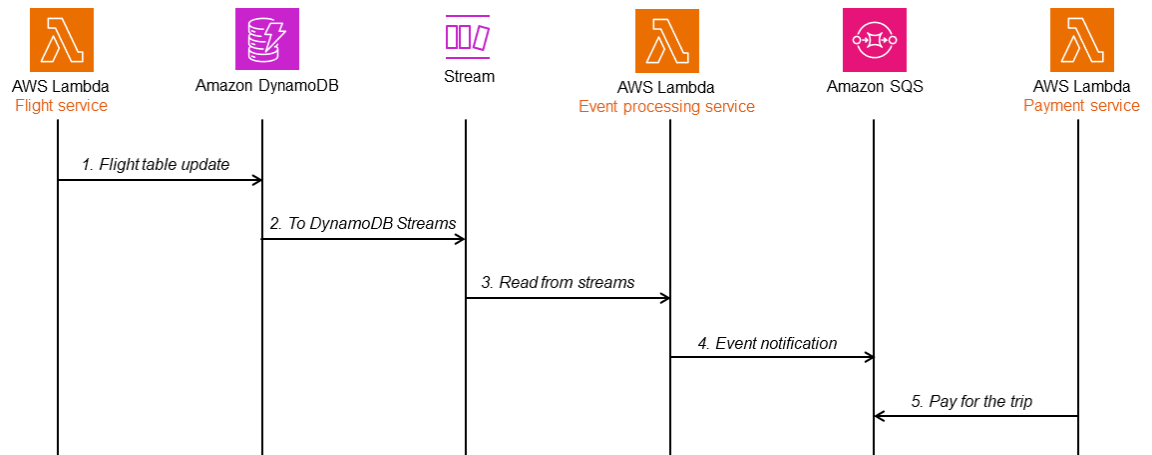 AWS Lambda
Flight service
Amazon DynamoDB
Stream
AWS Lambda
Event processing service
Amazon SQS
AWS Lambda
Payment service
1. Flight table update
2. To DynamoDB Streams
3. Read from streams
4. Event notification
5. Pay for the trip